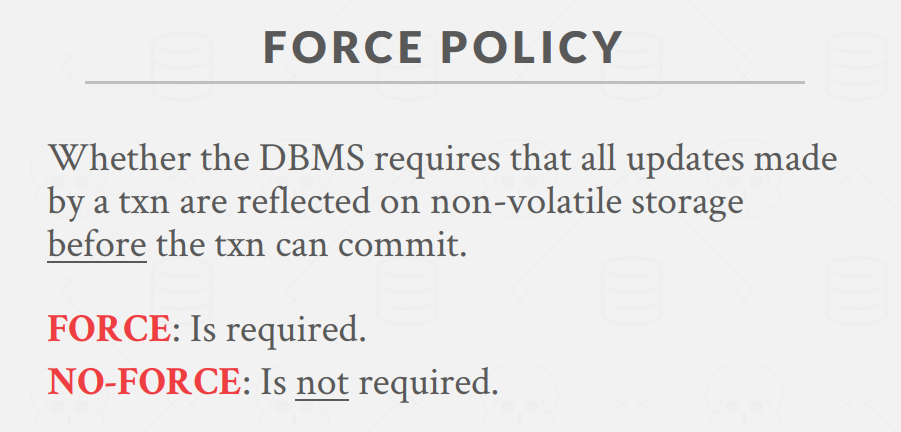 FORCE POLICY
Whether the DBMS requires that all updates made
by a txn are reflected on non-volatile storage
before the txn can commit.
FORCE: Is required.
NO-FORCE: Is not required.